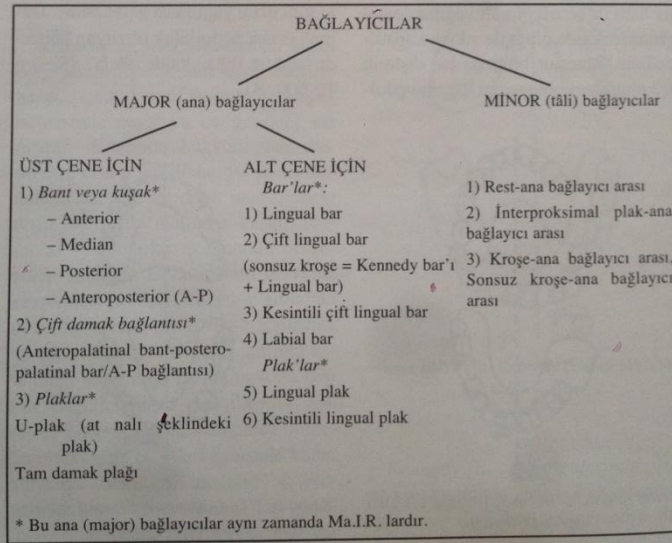 BAĞLAYICILAR
MAJOR (ana) bağlayıcılar
MİNOR (tâli) bağlayıcılar
ÜST ÇENE İÇİN
1) Bant veya kuşak*
– Anterior
– Median
– Posterior
– Anteroposterior (A-P)
2) Çift damak bağlantısı*
(Anteropalatinal bant-postero-
palatinal bar/A-P bağlantısı)
3) Plaklar*
U-plak (at nalı şeklindeki
plak)
Tam damak plağı
ALT ÇENE İÇİN
Bar'lar*:
1) Lingual bar
2) Çift lingual bar
(sonsuz kroşe = Kennedy bar'ı
+ Lingual bar)
3) Kesintili çift lingual bar
4) Labial bar
Plak'lar*
5) Lingual plak
6) Kesintili lingual plak
1) Rest-ana bağlayıcı arası
2) İnterproksimal plak-ana
bağlayıcı arası
3) Kroşe-ana bağlayıcı arası,
Sonsuz kroşe-ana bağlayıcı
arası
* Bu ana (major) bağlayıcılar aynı zamanda Ma.I.R. lardır.